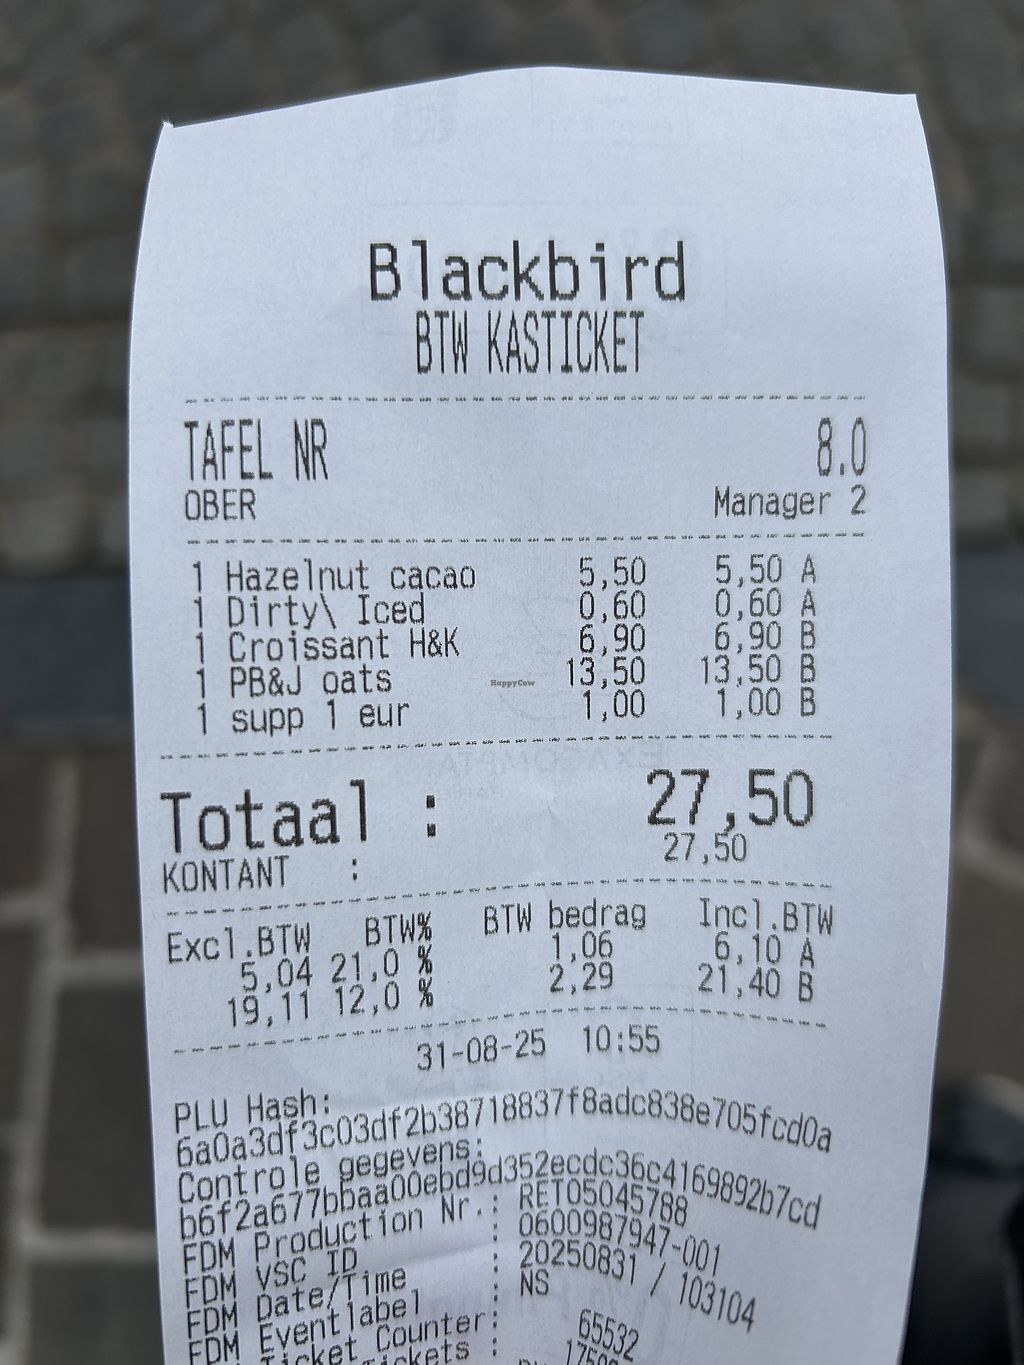 Blackbird
BTW KASTICKET
TAFEL NR 8.0
OBER Manager 2
1 Hazelnut cacao 5,50 5,50 A
1 Dirty\ Iced 0,60 0,60 A
1 Croissant H&K 6,90 6,90 B
1 PB&J oats 13,50 13,50 B
1 supp 1 eur 1,00 1,00 B
HappyCow
Totaal : 27,50
KONTANT : 27,50
Excl.BTW BTW% BTW bedrag Incl.BTW
5,04 21,0 % 1,06 6,10 A
19,11 12,0 % 2,29 21,40 B
31-08-25 10:55
PLU Hash:
6a0a3df3c03df2b38718837f8adc838e705fcd0a
Controle gegevens:
b6f2a677bbaa00ebd9d352ecdc36c4169892b7cd
FDM Production Nr.: RET05045788
FDM VSC ID : 0600987947-001
FDM Date/Time : 20250831 / 103104
FDM Eventlabel : NS
Counter: 65532